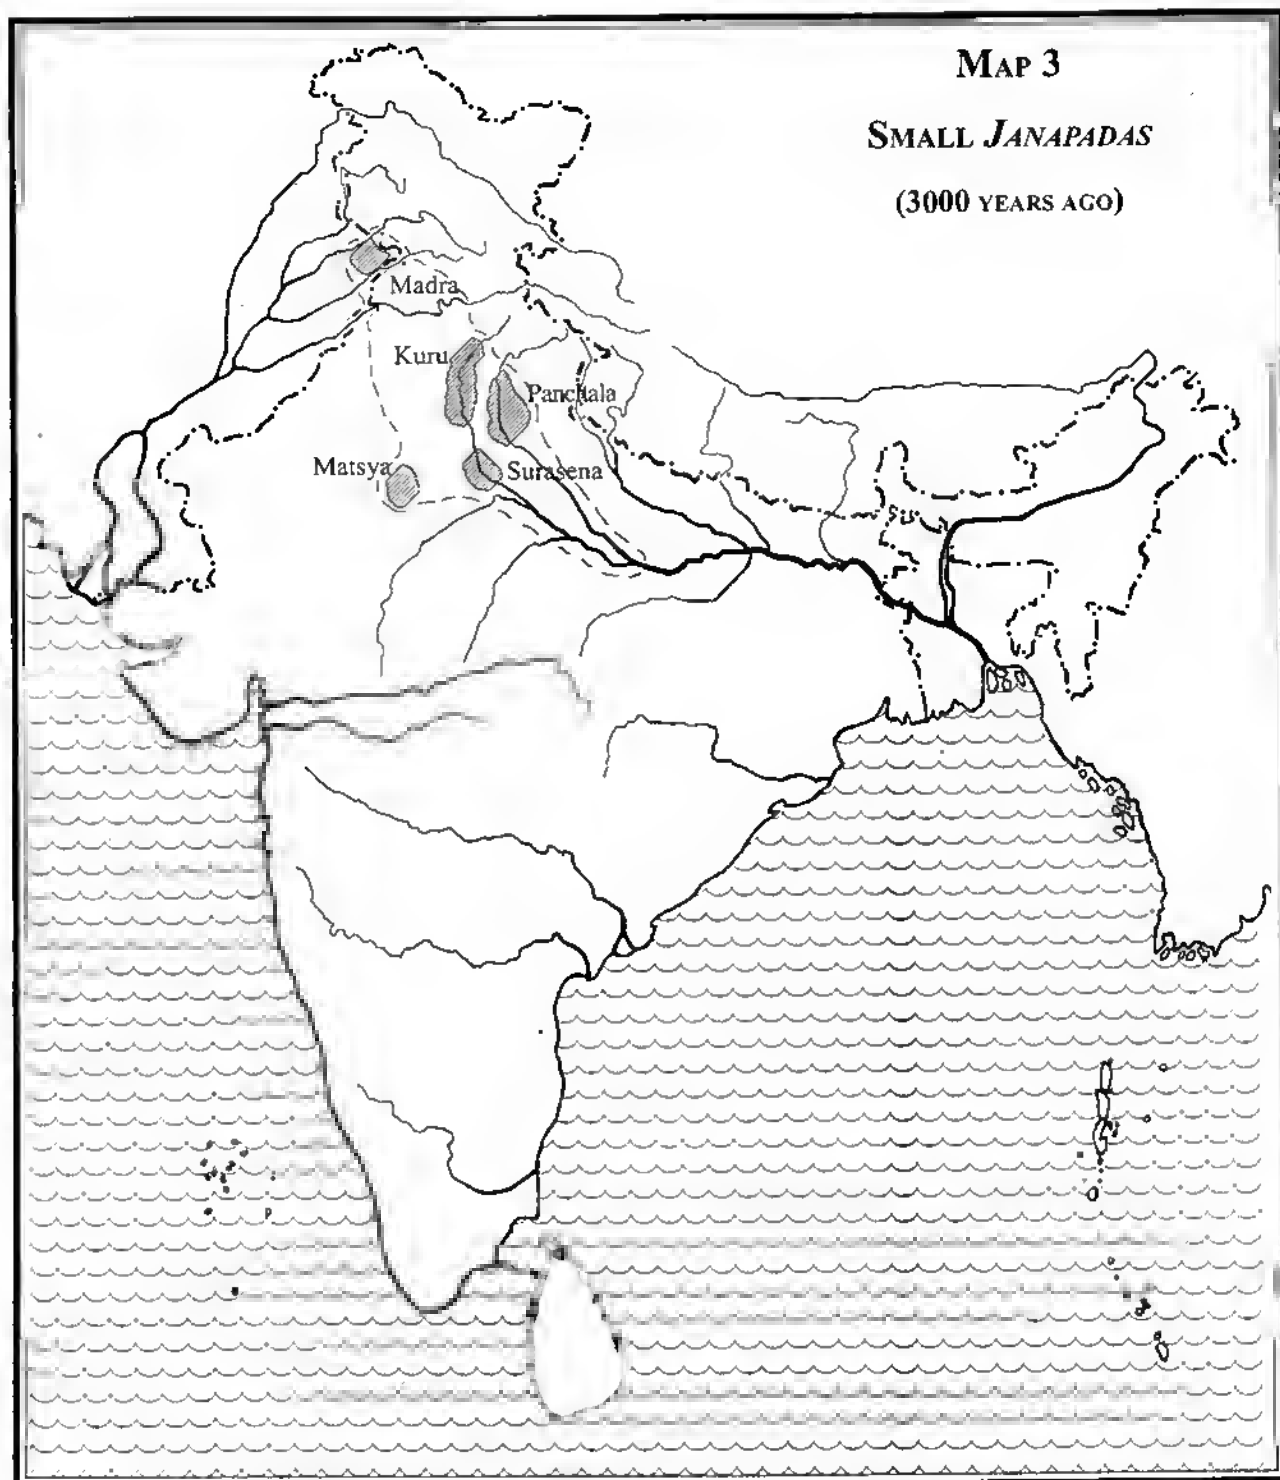 MAP 3
SMALL JANAPADAS
(3000 YEARS AGO)
Madra
Kuru
Panchala
Matsya
Surasena